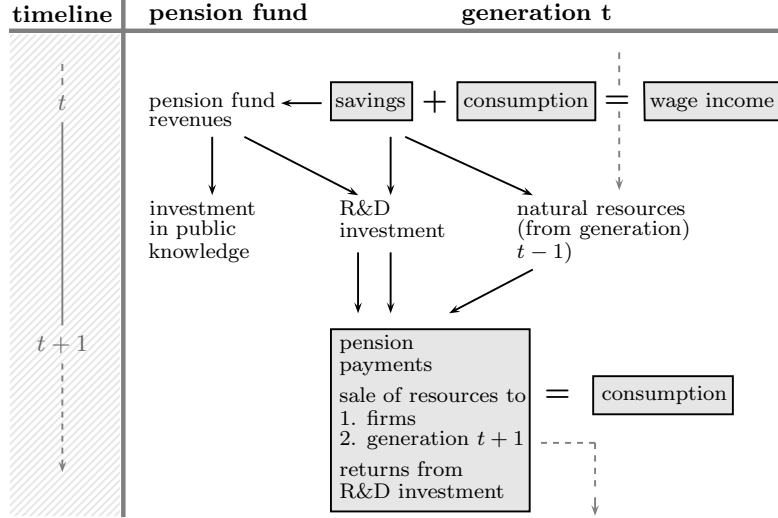 timeline pension fund generation t
t
pension fund revenues ← savings + consumption = wage income
investment
in public
knowledge
R&D
investment
natural resources
(from generation)
t − 1)
t + 1
pension
payments
sale of resources to
1. firms
2. generation t + 1
returns from
R&D investment
= consumption